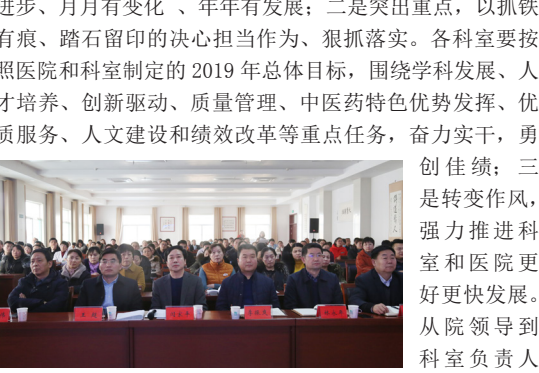 进步、月月有变化 、年年有发展；二是突出重点，以抓铁
有痕、踏石留印的决心担当作为、狠抓落实。各科室要按
照医院和科室制定的 2019 年总体目标，围绕学科发展、人
才培养、创新驱动、质量管理、中医药特色优势发挥、优
质服务、人文建设和绩效改革等重点任务，奋力实干，勇
创佳绩；三
是转变作风，
强力推进科
室和医院更
好更快发展。
从院领导到
科室负责人